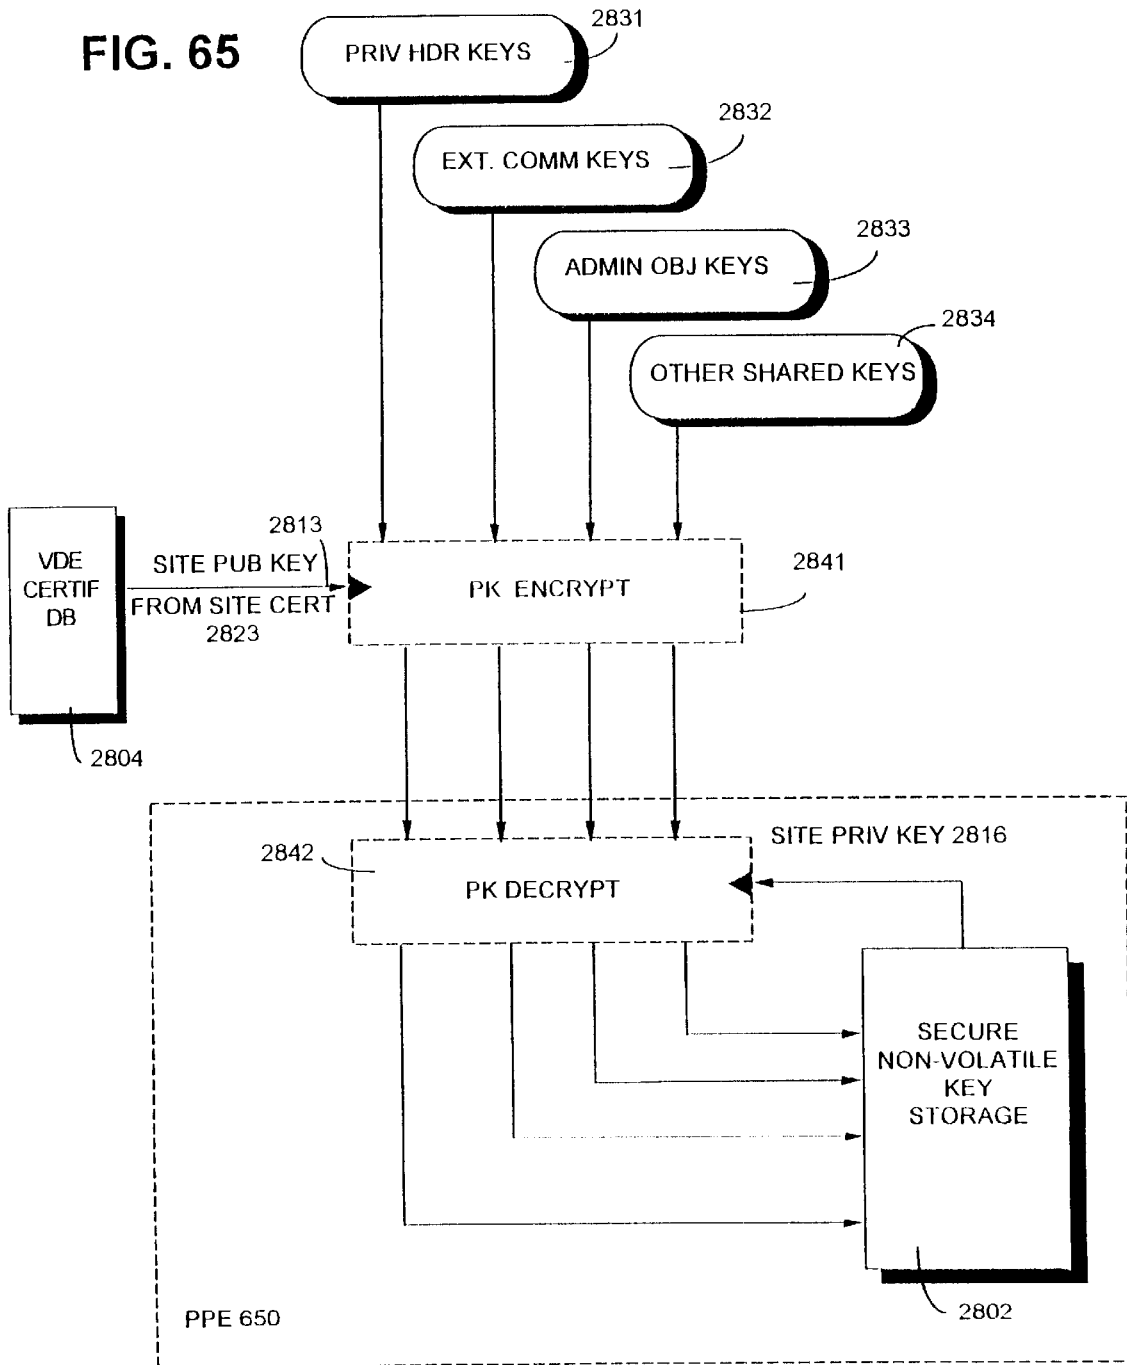 FIG. 65
2831
PRIV HDR KEYS
2832
EXT. COMM KEYS
2833
ADMIN OBJ KEYS
2834
OTHER SHARED KEYS
2813
VDE
CERTIF
DB
SITE PUB KEY
FROM SITE CERT
2823
PK ENCRYPT
2841
2804
2842
PK DECRYPT
SITE PRIV KEY 2816
SECURE
NON-VOLATILE
KEY
STORAGE
2802
PPE 650